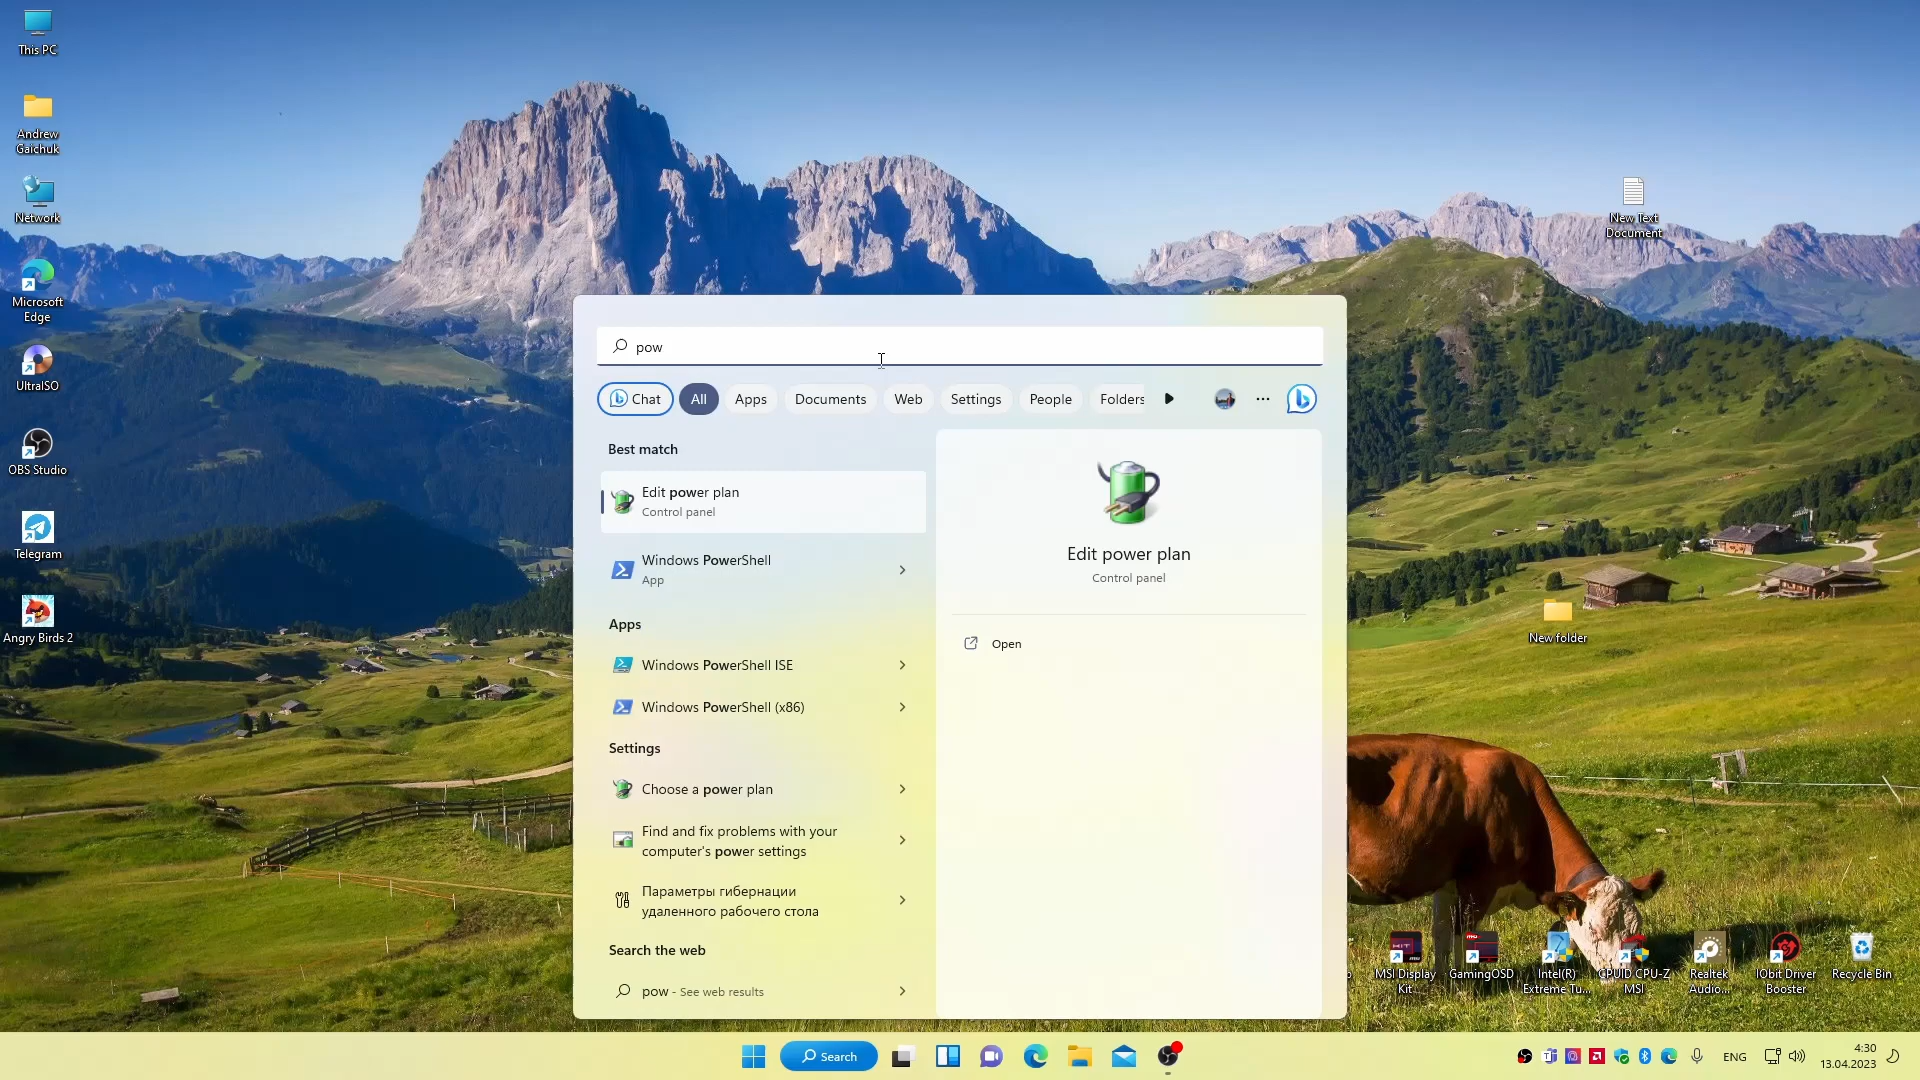 This PC
Andrew
Gaichuk
Network
Microsoft
Edge
UltraISO
OBS Studio
Telegram
Angry Birds 2
New Text
Document
New folder
pow
Chat
All
Apps
Documents
Web
Settings
People
Folders
Best match
Edit power plan
Control panel
Windows PowerShell
App
Apps
Windows PowerShell ISE
Windows PowerShell (x86)
Settings
Choose a power plan
Find and fix problems with your
computer's power settings
Параметры гибернации
удаленного рабочего стола
Search the web
pow - See web results
Edit power plan
Control panel
Open
MSI Display
Kit
GamingOSD
Intel(R)
Extreme Tu...
CPUID CPU-Z
MSI
Realtek
Audio...
IObit Driver
Booster
Recycle Bin
Search
ENG
4:30
13.04.2023